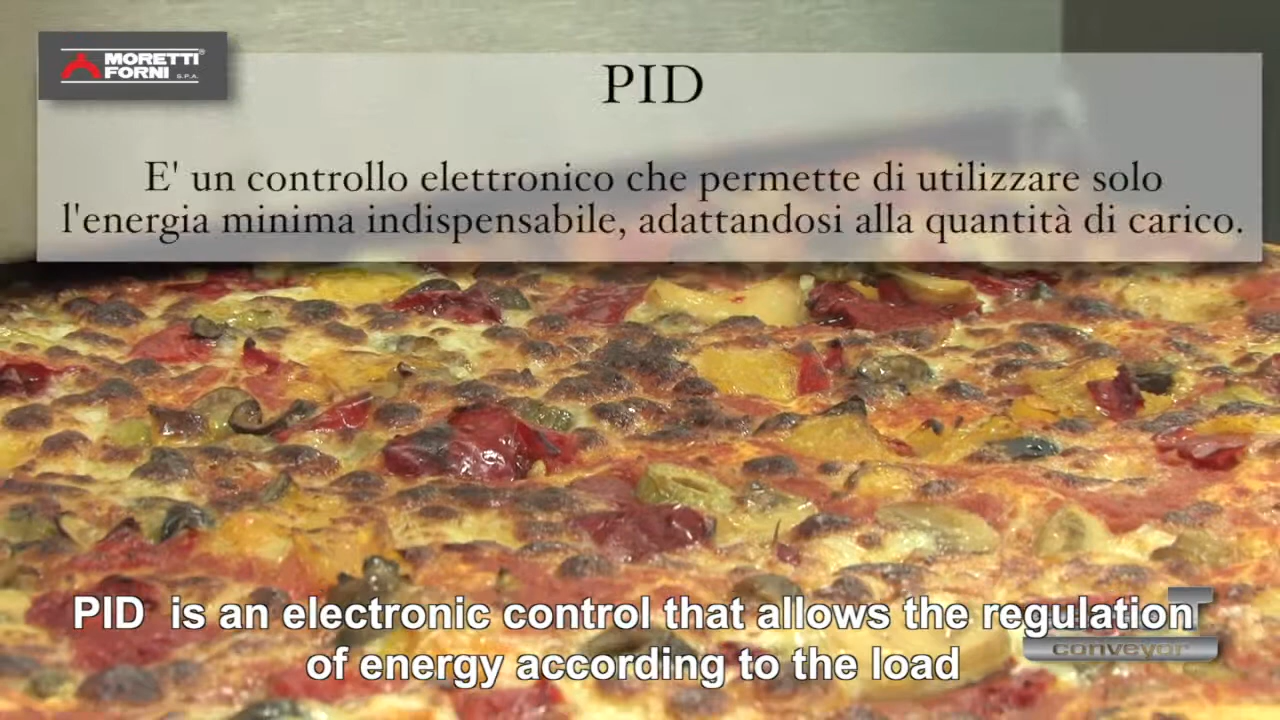 MORETTI
FORNI S.P.A.
PID
E' un controllo elettronico che permette di utilizzare solo
l'energia minima indispensabile, adattandosi alla quantità di carico.
PID is an electronic control that allows the regulation
of energy according to the load
conveyor